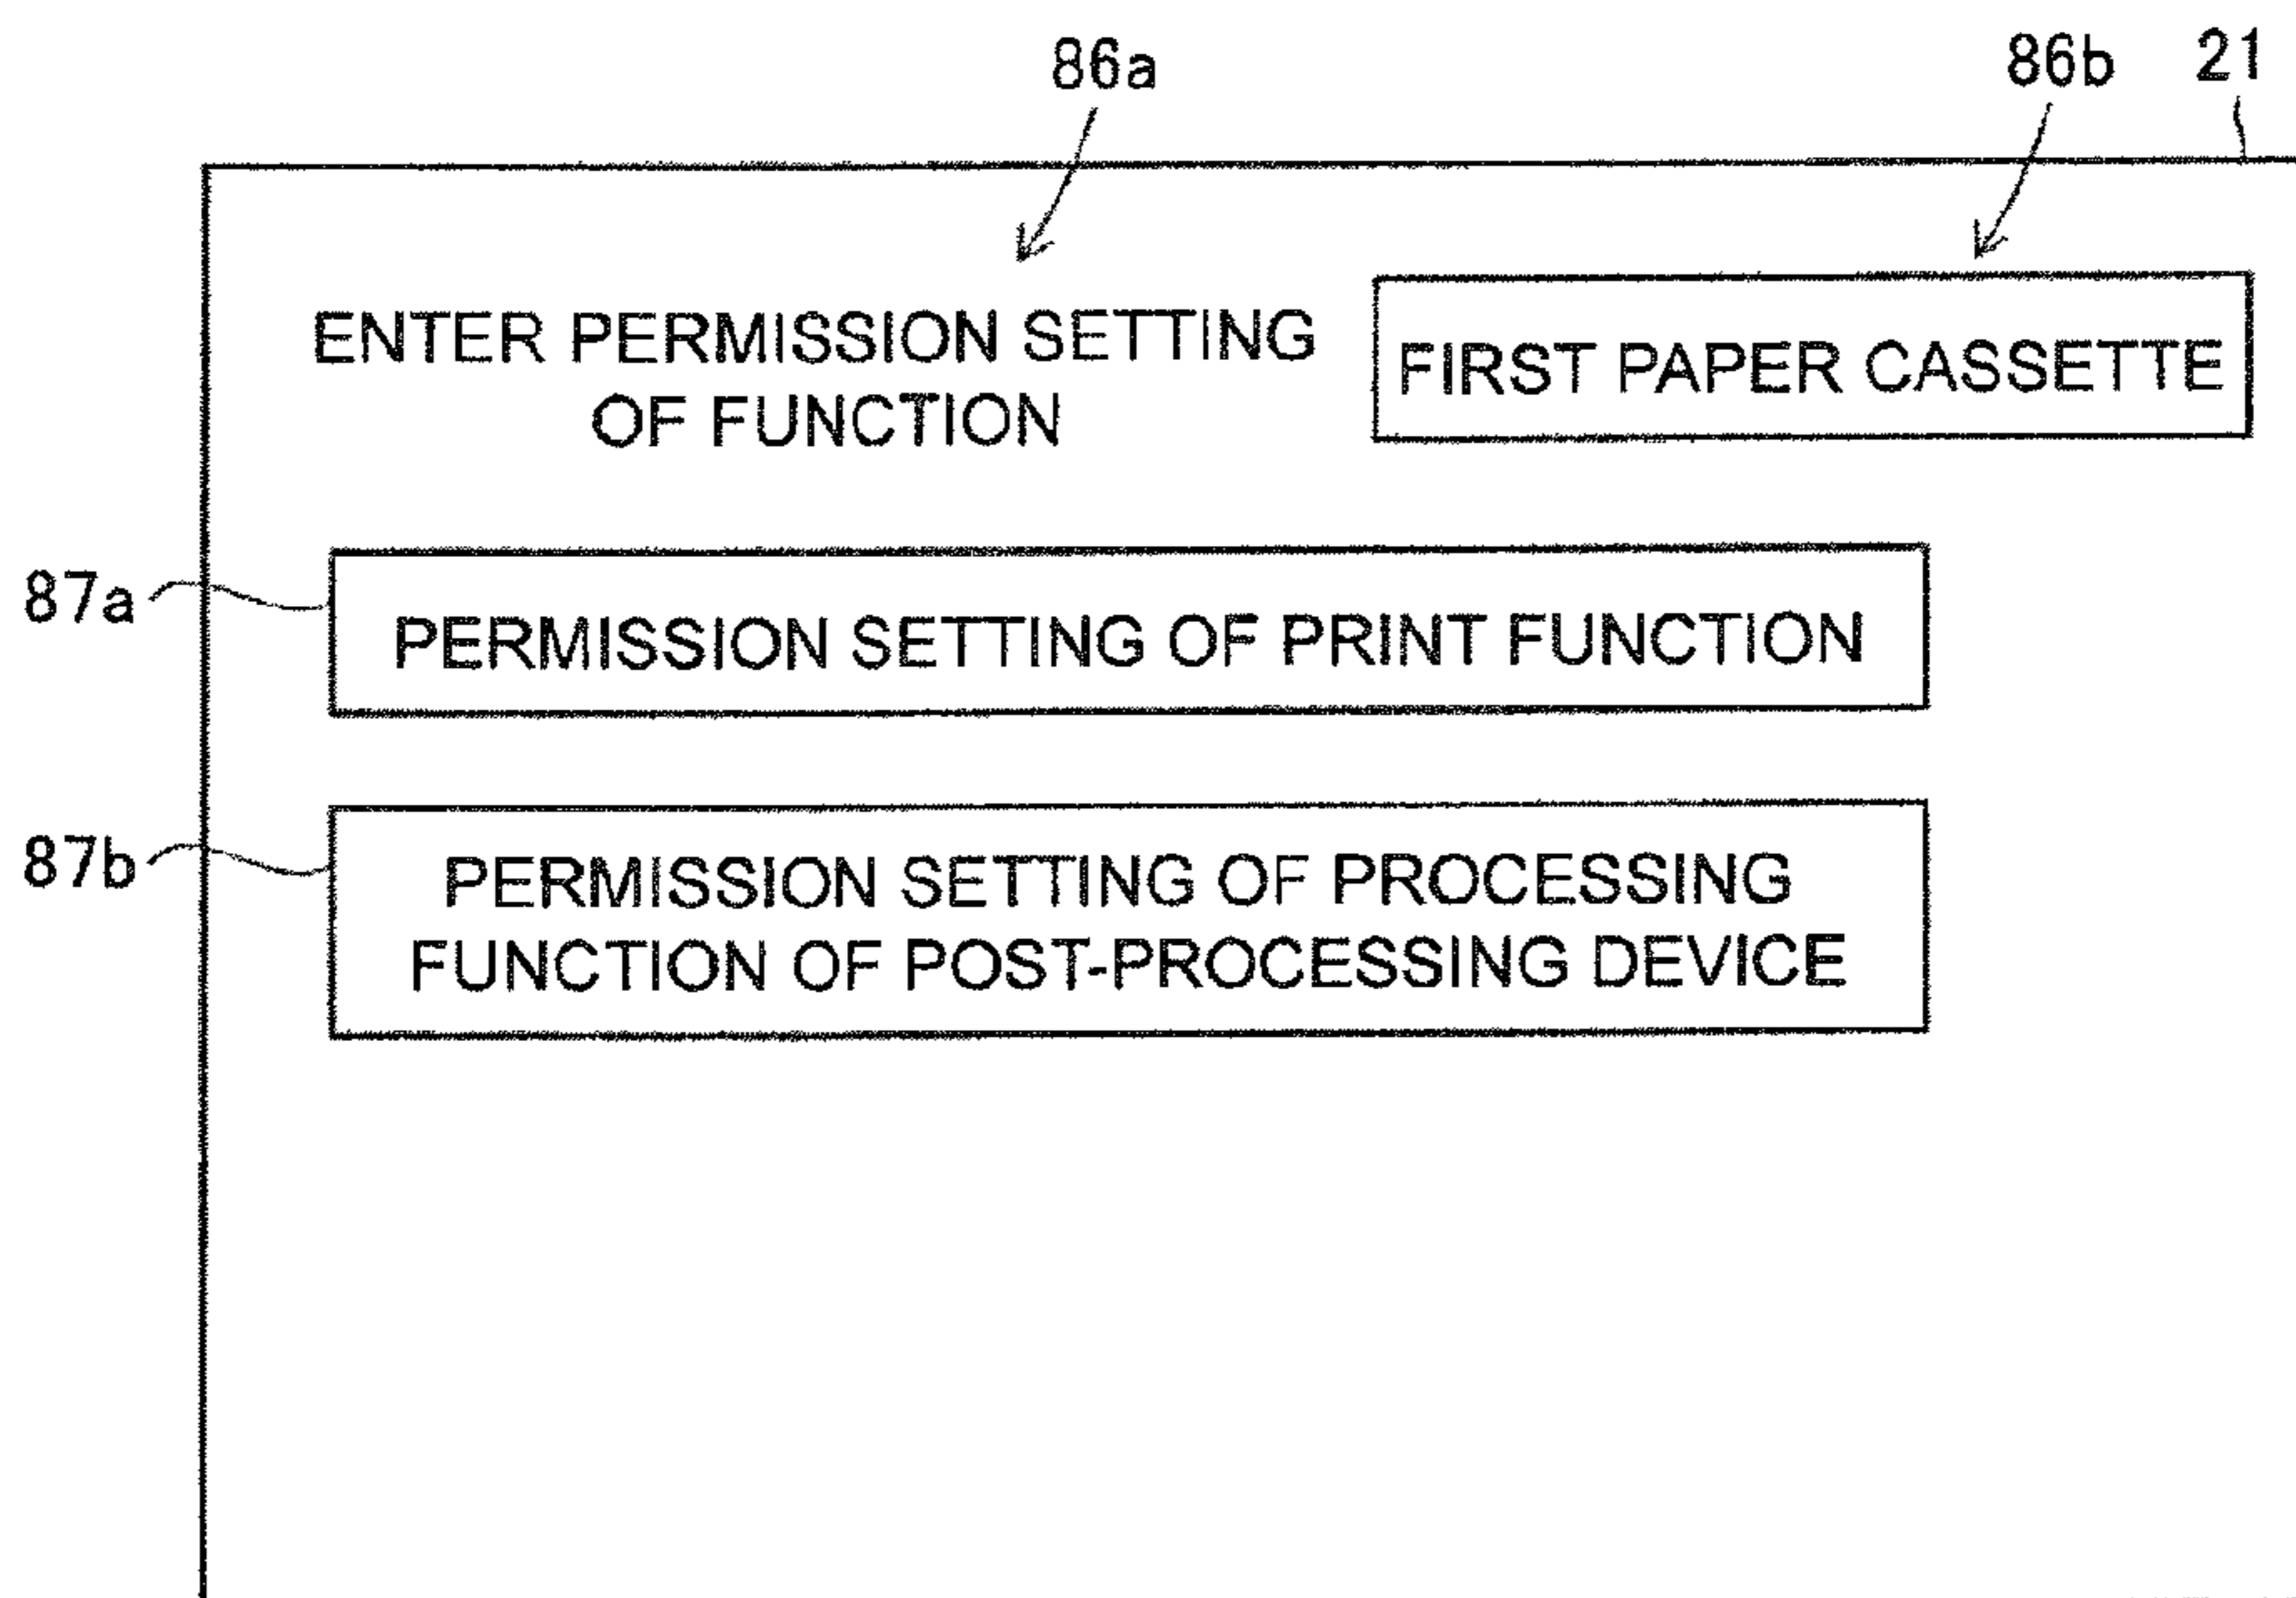 86a
86b
21
ENTER PERMISSION SETTING
OF FUNCTION
FIRST PAPER CASSETTE
87a
PERMISSION SETTING OF PRINT FUNCTION
87b
PERMISSION SETTING OF PROCESSING
FUNCTION OF POST-PROCESSING DEVICE